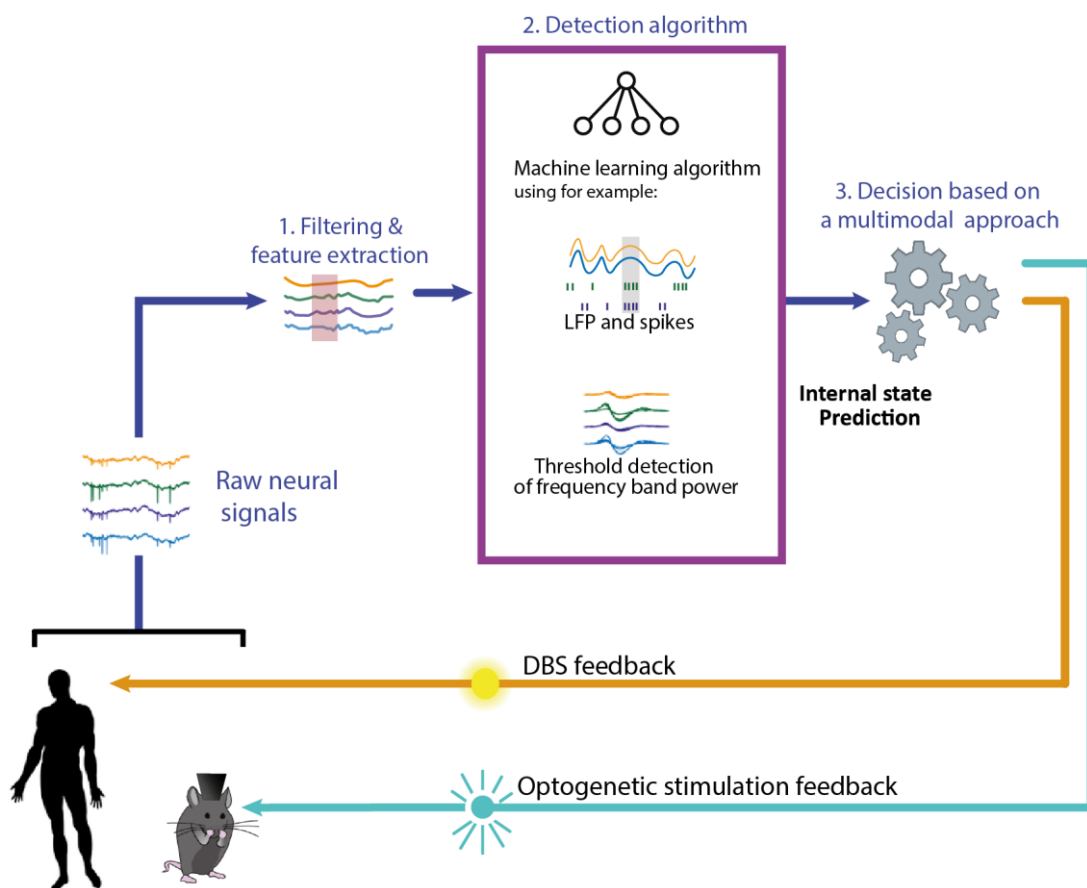 2. Detection algorithm
Machine learning algorithm
using for example:
LFP and spikes
Threshold detection
of frequency band power
1. Filtering &
feature extraction
3. Decision based on
a multimodal approach
Internal state
Prediction
Raw neural
signals
DBS feedback
Optogenetic stimulation feedback